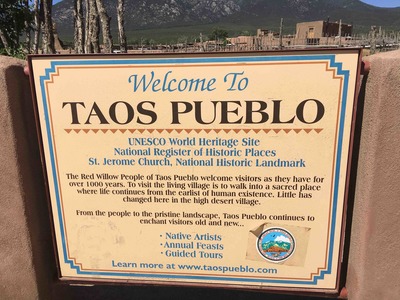 Welcome To
TAOS PUEBLO
UNESCO World Heritage Site
National Register of Historic Places
St. Jerome Church, National Historic Landmark
The Red Willow People of Taos Pueblo welcome visitors as they have for
over 1000 years. To visit the living village is to walk into a sacred place
where life continues from the earlist of human existence. Little has
changed here in the high desert village.
From the people to the pristine landscape, Taos Pueblo continues to
enchant visitors old and new...
· Native Artists
· Annual Feasts
· Guided Tours
Learn more at www.taospueblo.com